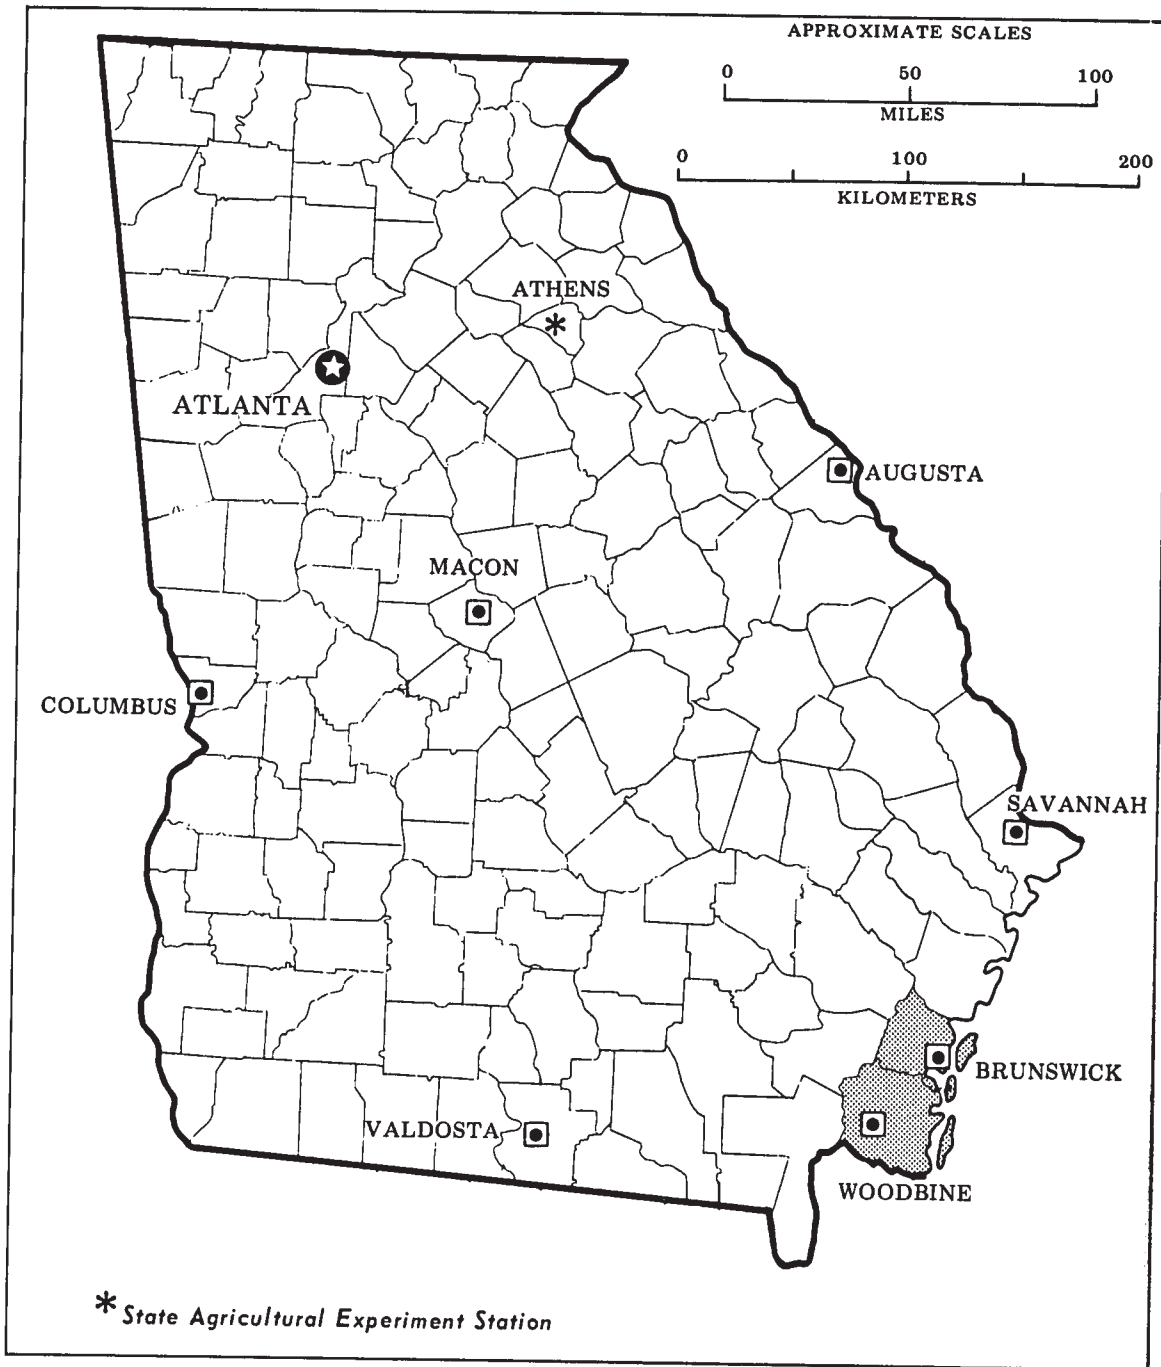 APPROXIMATE SCALES
0 50 100
MILES
0 100 200
KILOMETERS
ATHENS
ATLANTA
AUGUSTA
MACON
COLUMBUS
SAVANNAH
BRUNSWICK
VALDOSTA
WOODBINE
* State Agricultural Experiment Station